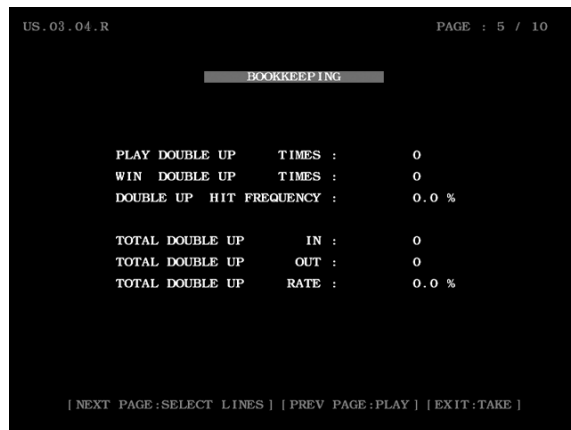 US.03.04.R PAGE : 5 / 10
BOOKKEEPING
PLAY DOUBLE UP TIMES : 0
WIN DOUBLE UP TIMES : 0
DOUBLE UP HIT FREQUENCY : 0.0 %
TOTAL DOUBLE UP IN : 0
TOTAL DOUBLE UP OUT : 0
TOTAL DOUBLE UP RATE : 0.0 %
[NEXT PAGE:SELECT LINES] [PREV PAGE:PLAY] [EXIT:TAKE]